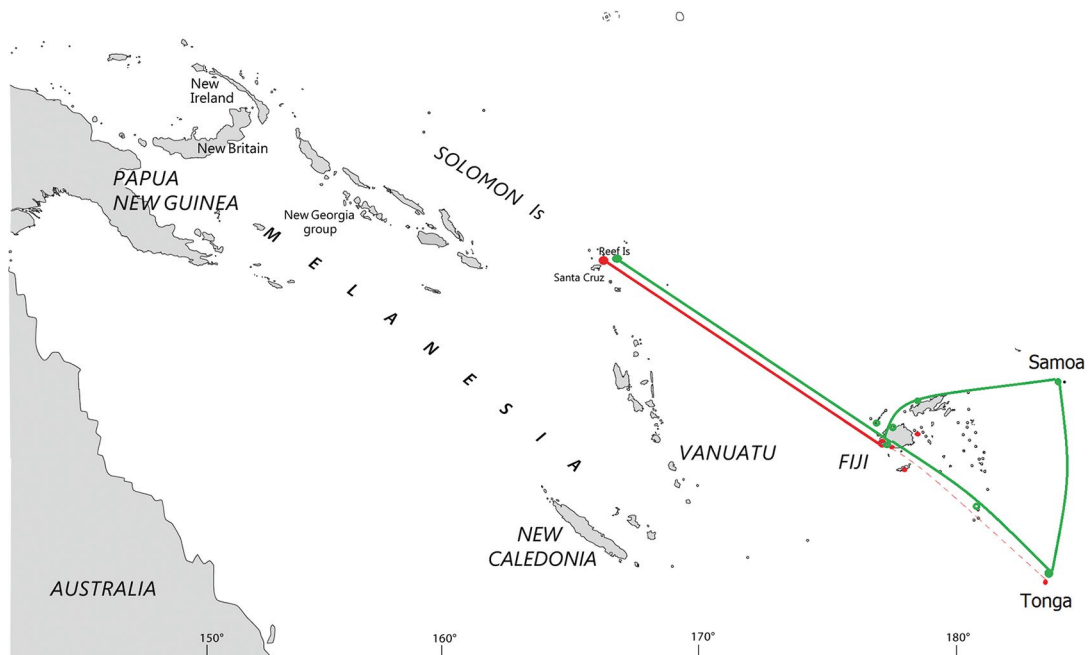 New
Ireland
New Britain
PAPUA
NEW GUINEA
SOLOMON Is
New Georgia
group
MELANESIA
Reef Is
Santa Cruz
Samoa
VANUATU
FIJI
NEW
CALEDONIA
AUSTRALIA
Tonga
150°
160°
170°
180°